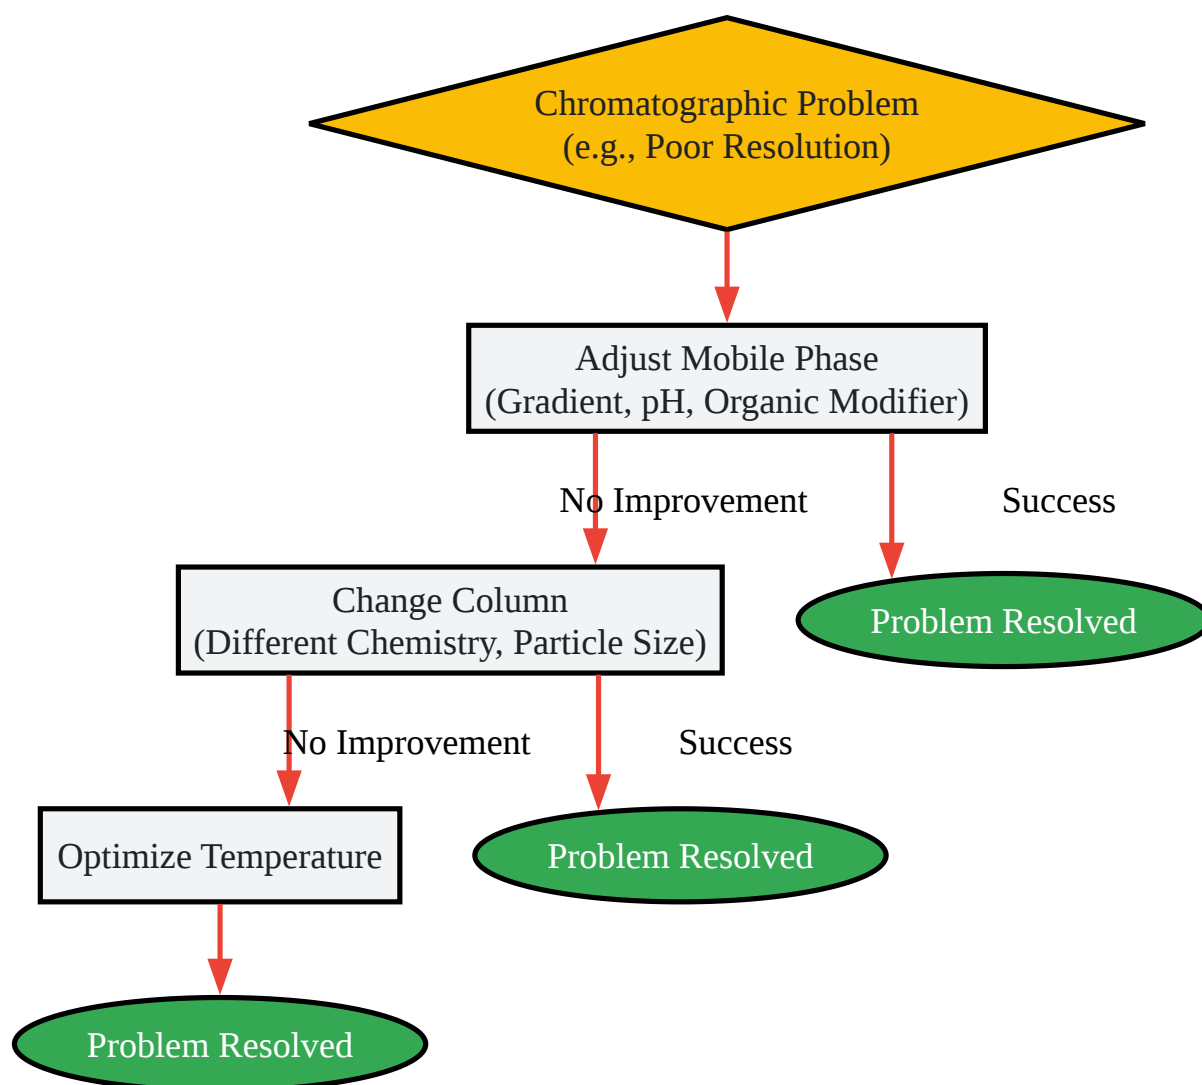 Chromatographic Problem
(e.g., Poor Resolution)
Adjust Mobile Phase
(Gradient, pH, Organic Modifier)
No Improvement
Success
Change Column
(Different Chemistry, Particle Size)
Problem Resolved
No Improvement
Success
Optimize Temperature
Problem Resolved
Problem Resolved